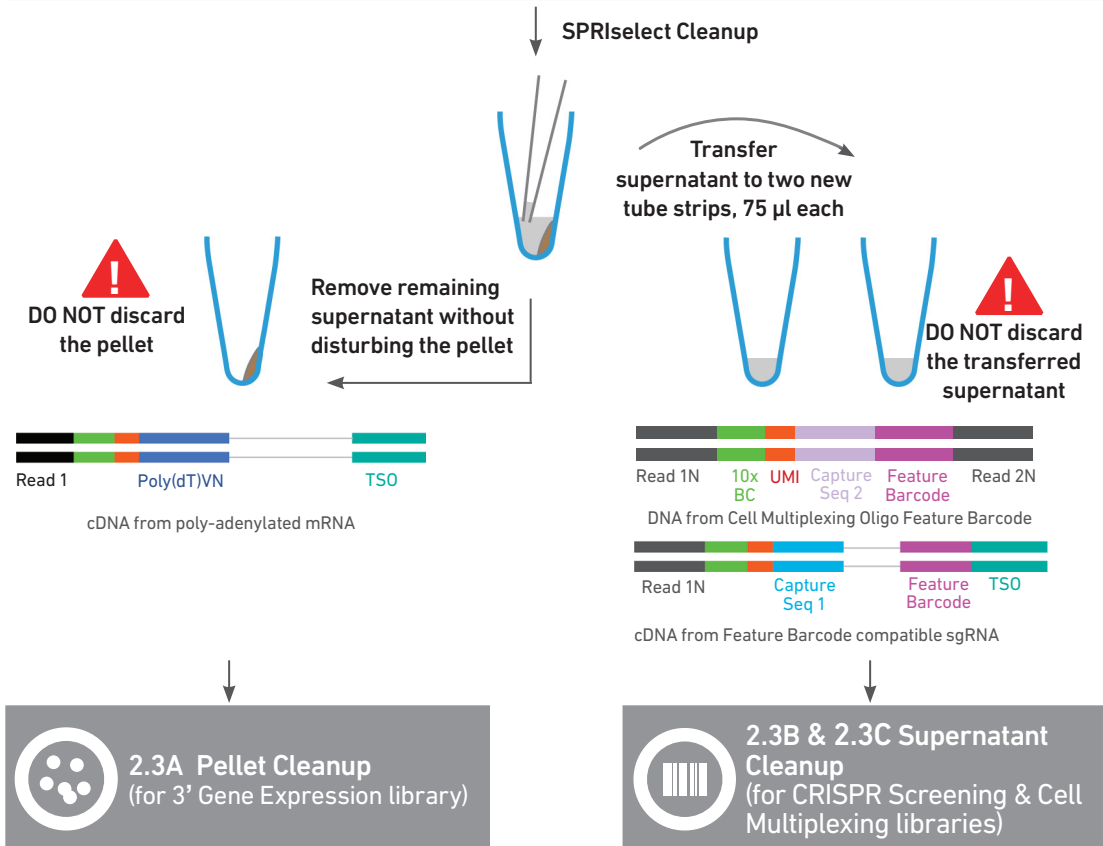 SPRIselect Cleanup
Transfer
supernatant to two new
tube strips, 75 µl each
!
DO NOT discard
the pellet
Remove remaining
supernatant without
disturbing the pellet
!
DO NOT discard
the transferred
supernatant
Read 1 Poly(dT)VN TSO
cDNA from poly-adenylated mRNA
Read 1N 10x BC UMI Capture Seq 2 Feature Barcode Read 2N
DNA from Cell Multiplexing Oligo Feature Barcode
Read 1N Capture Seq 1 Feature Barcode TSO
cDNA from Feature Barcode compatible sgRNA
2.3A Pellet Cleanup
(for 3’ Gene Expression library)
2.3B & 2.3C Supernatant
Cleanup
(for CRISPR Screening & Cell
Multiplexing libraries)